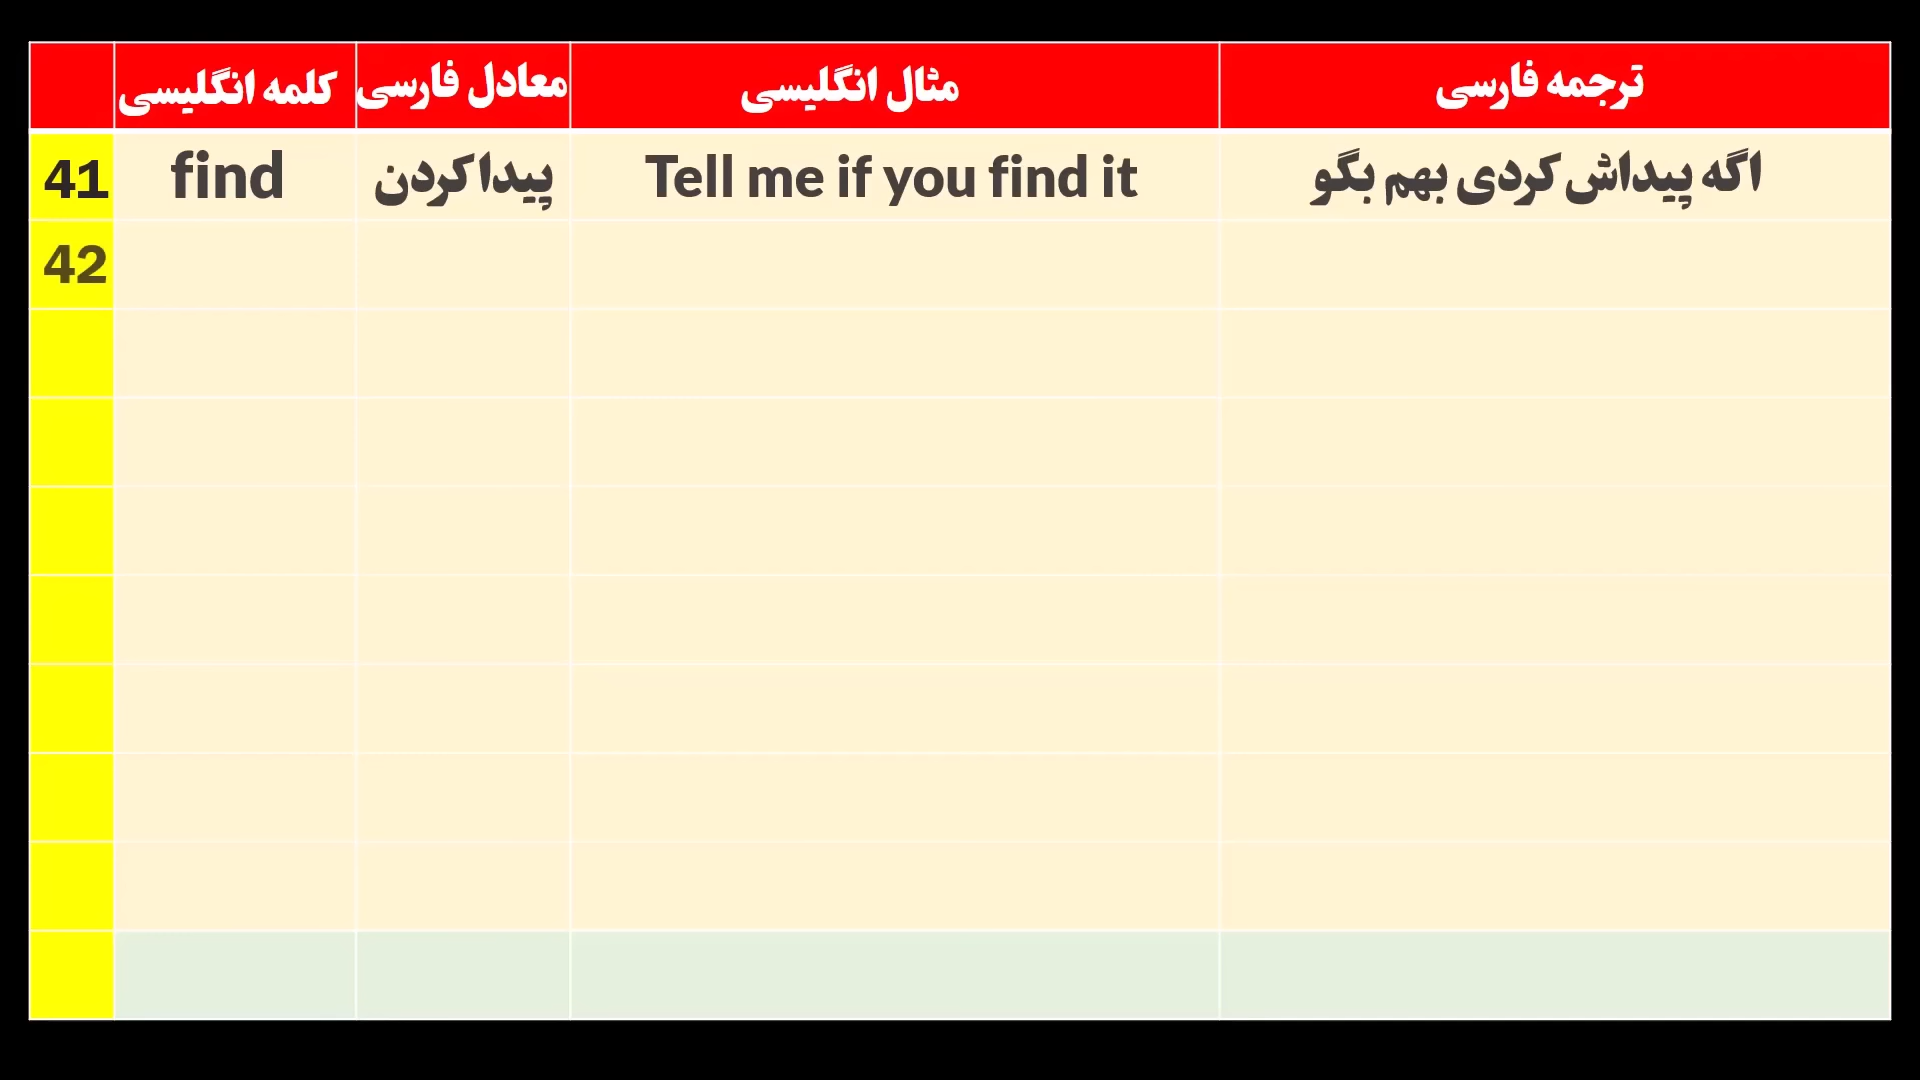 کلمه انگلیسی
معادل فارسی
مثال انگلیسی
ترجمه فارسی
41
find
پیدا کردن
Tell me if you find it
اگه پیداش کردی بهم بگو
42